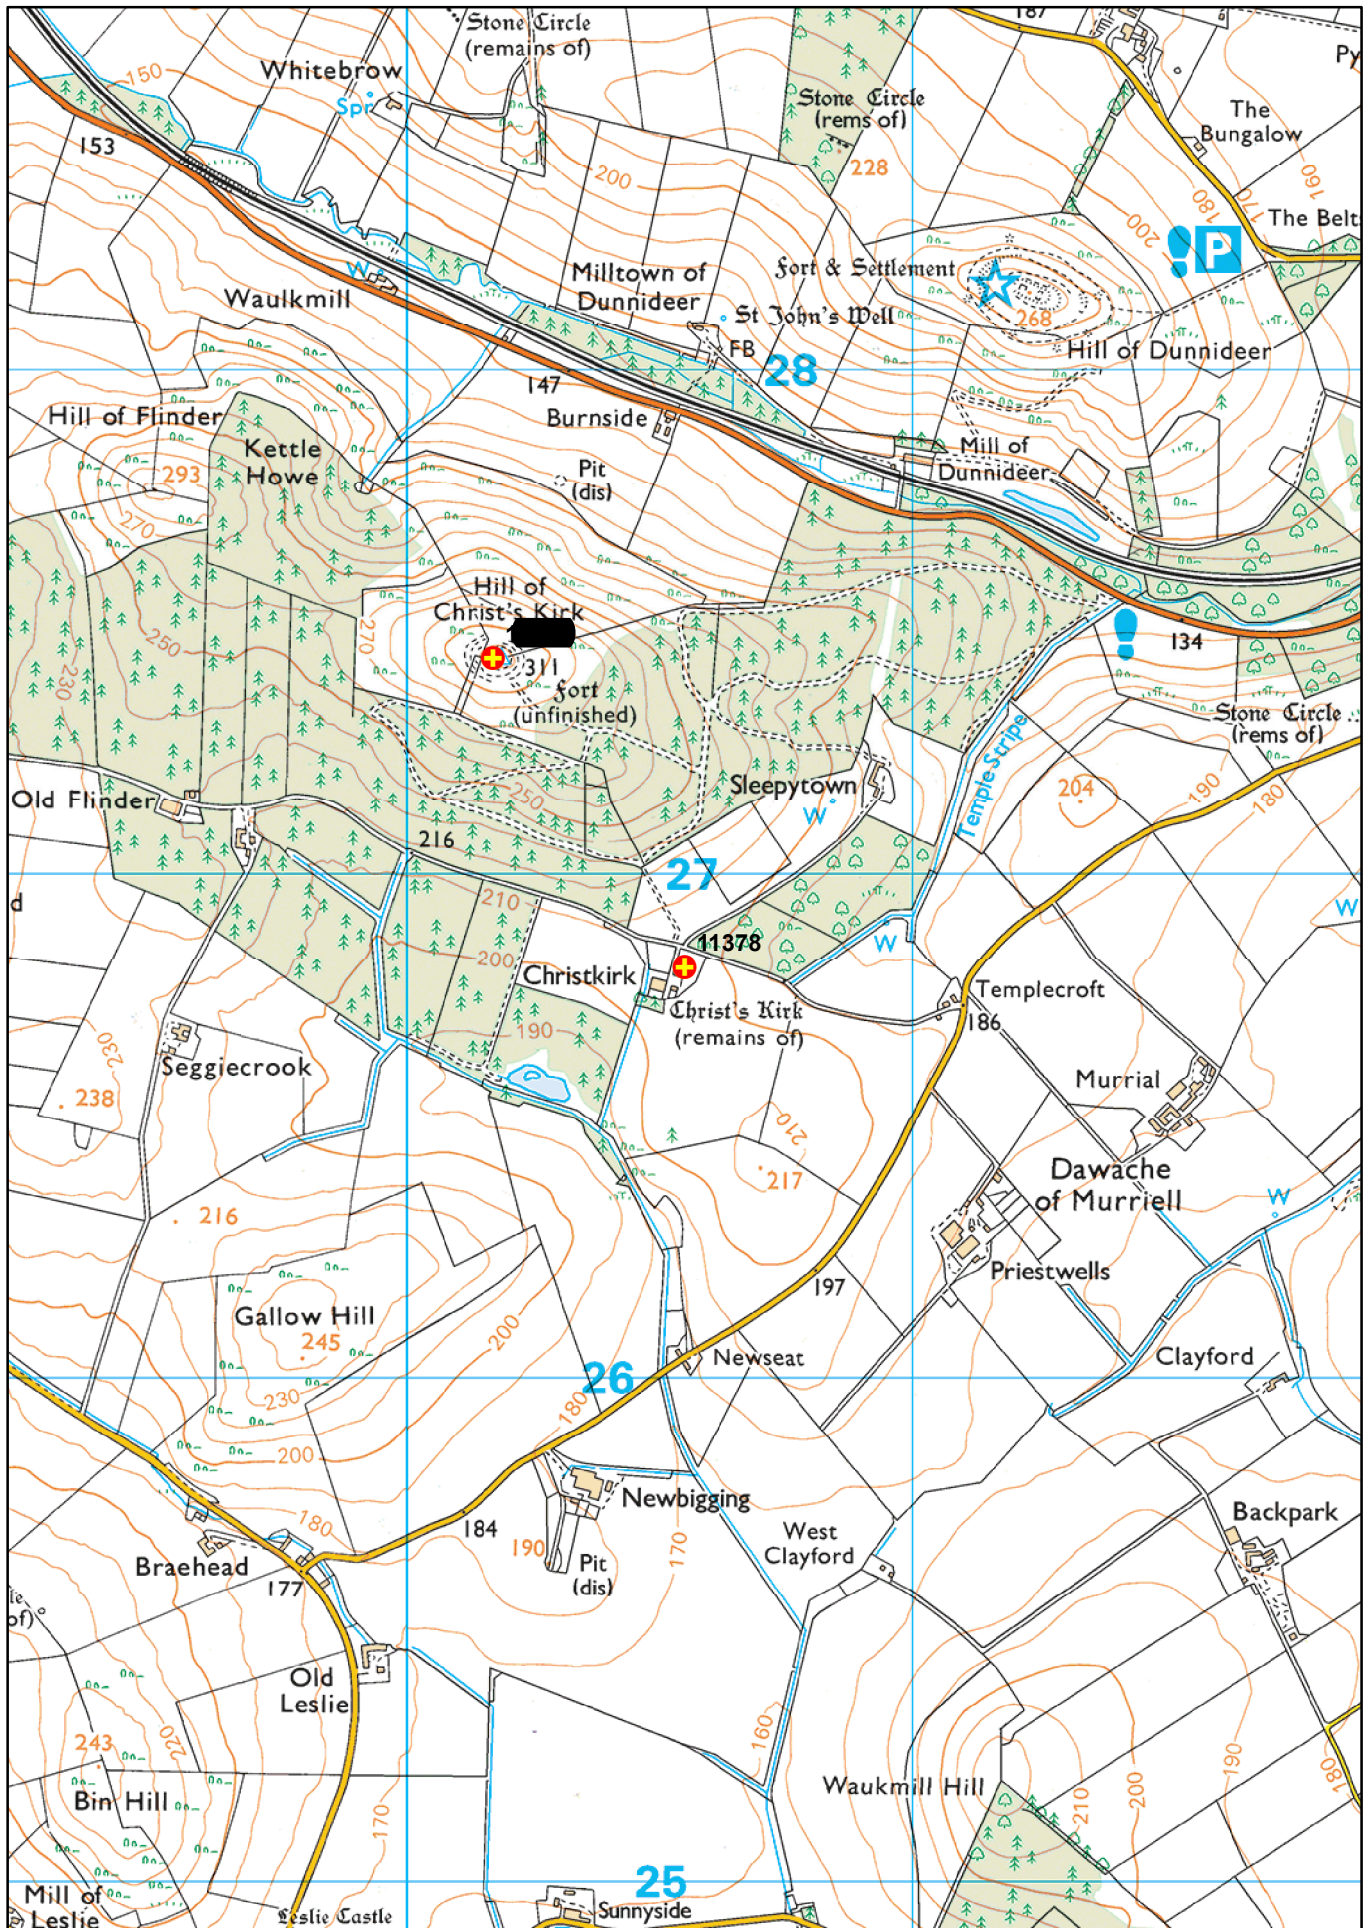 Stone Circle
(remains of)
187
Whitebrow
Spr
150
153
Stone Circle
(rems of)
228
The
Bungalow
Py
200
200
180
170
160
The Belts
P
Fort & Settlement
268
Hill of Dunnideer
W
Waulkmill
Milltown of
Dunnideer
St John's Well
FB
28
147
Burnside
Hill of Flinder
293
270
Kettle
Howe
Pit
(dis)
Mill of
Dunnideer
Hill of
Christ's Kirk
311
Fort
(unfinished)
270
250
230
134
Stone Circle
(rems of)
Temple Stripe
204
190
180
Sleepytown
W
Old Flinder
250
216
27
210
200
190
11378
Christkirk
Christ's Kirk
(remains of)
W
W
d
Templecroft
186
230
238
Seggiecrook
Murrial
210
217
Dawache
of Murriell
W
216
Priestwells
197
Gallow Hill
245
230
200
200
Newseat
26
180
Clayford
180
184
Newbigging
190
Pit
(dis)
170
West
Clayford
Backpark
Braehead
177
le
of)
Old
Leslie
243
220
Bin Hill
170
160
Waukmill Hill
210
200
190
180
25
Mill of
Leslie
Leslie Castle
Sunnyside